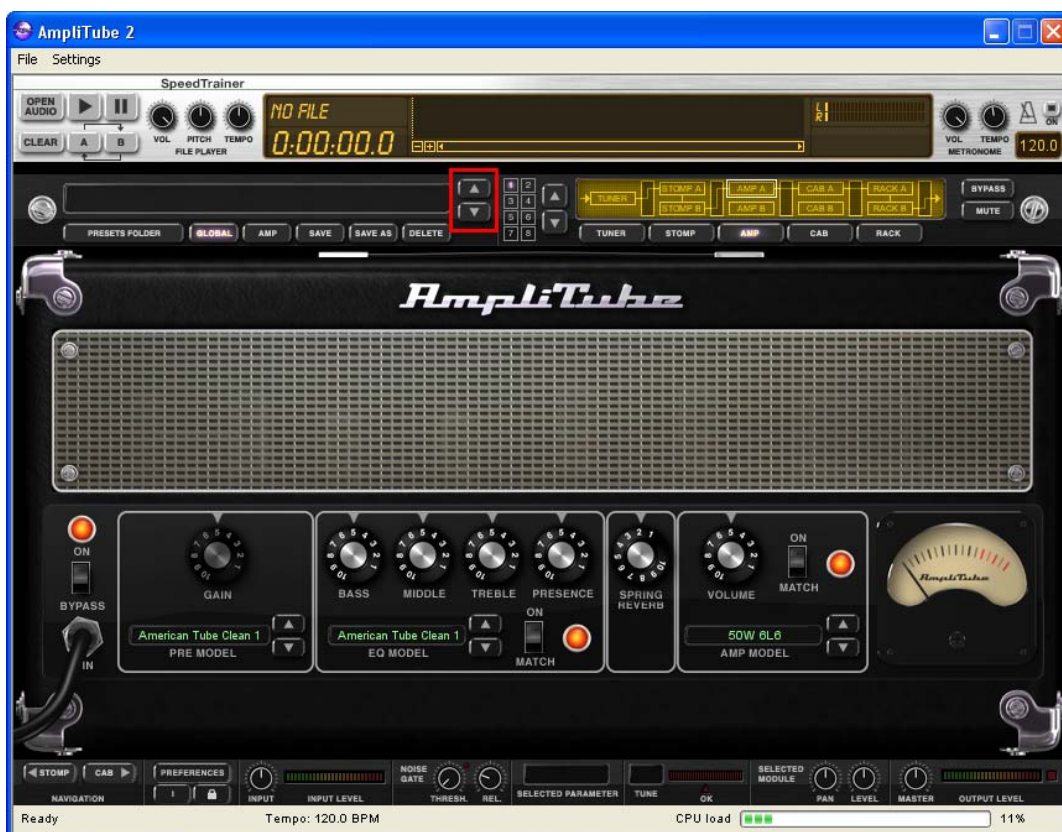 AmpliTube 2
File Settings
SpeedTrainer
OPEN AUDIO
CLEAR A B
VOL PITCH TEMPO
FILE PLAYER
NO FILE
0:00:00.0
L
R
VOL TEMPO
METRONOME
ON
120.0
1 2
3 4
5 6
7 8
TUNER STOMP A AMP A CAB A RACK A
STOMP B AMP B CAB B RACK B
BYPASS
MUTE
PRESETS FOLDER GLOBAL AMP SAVE SAVE AS DELETE
TUNER STOMP AMP CAB RACK
AmpliTube
ON
BYPASS
IN
GAIN
American Tube Clean 1
PRE MODEL
BASS MIDDLE TREBLE PRESENCE
American Tube Clean 1
EQ MODEL
ON
MATCH
SPRING
REVERB
VOLUME
ON
MATCH
50W 6L6
AMP MODEL
AmpliTube
STOMP CAB
NAVIGATION
PREFERENCES
INPUT INPUT LEVEL
NOISE
GATE
THRESH. REL.
SELECTED PARAMETER
TUNE OK
SELECTED
MODULE
PAN LEVEL MASTER OUTPUT LEVEL
Ready Tempo: 120.0 BPM CPU load 11%